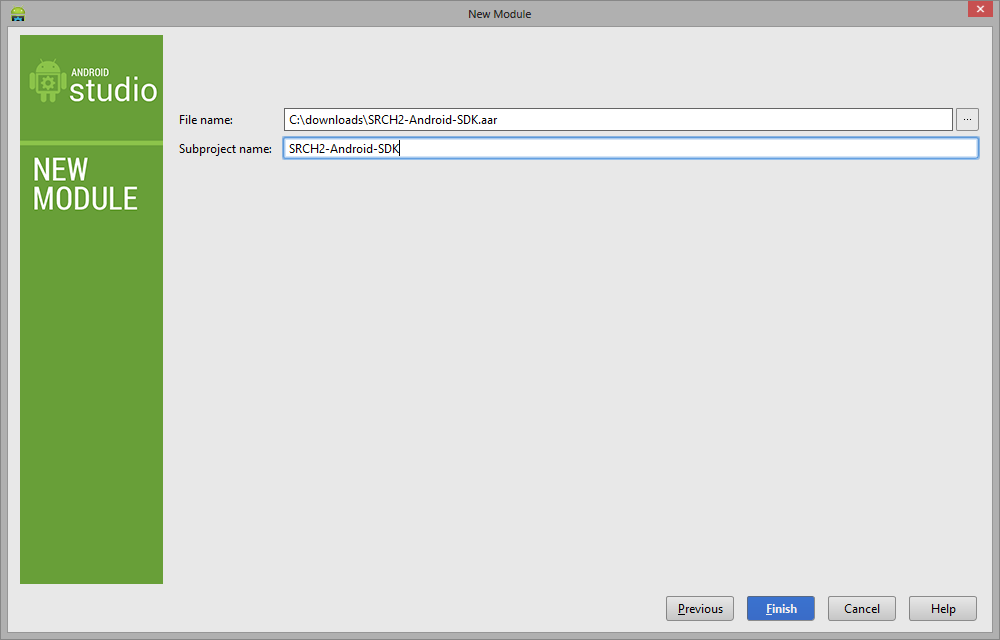 New Module
ANDROID
studio
NEW
MODULE
File name: C:\downloads\SRCH2-Android-SDK.aar ...
Subproject name: SRCH2-Android-SDK
Previous Finish Cancel Help